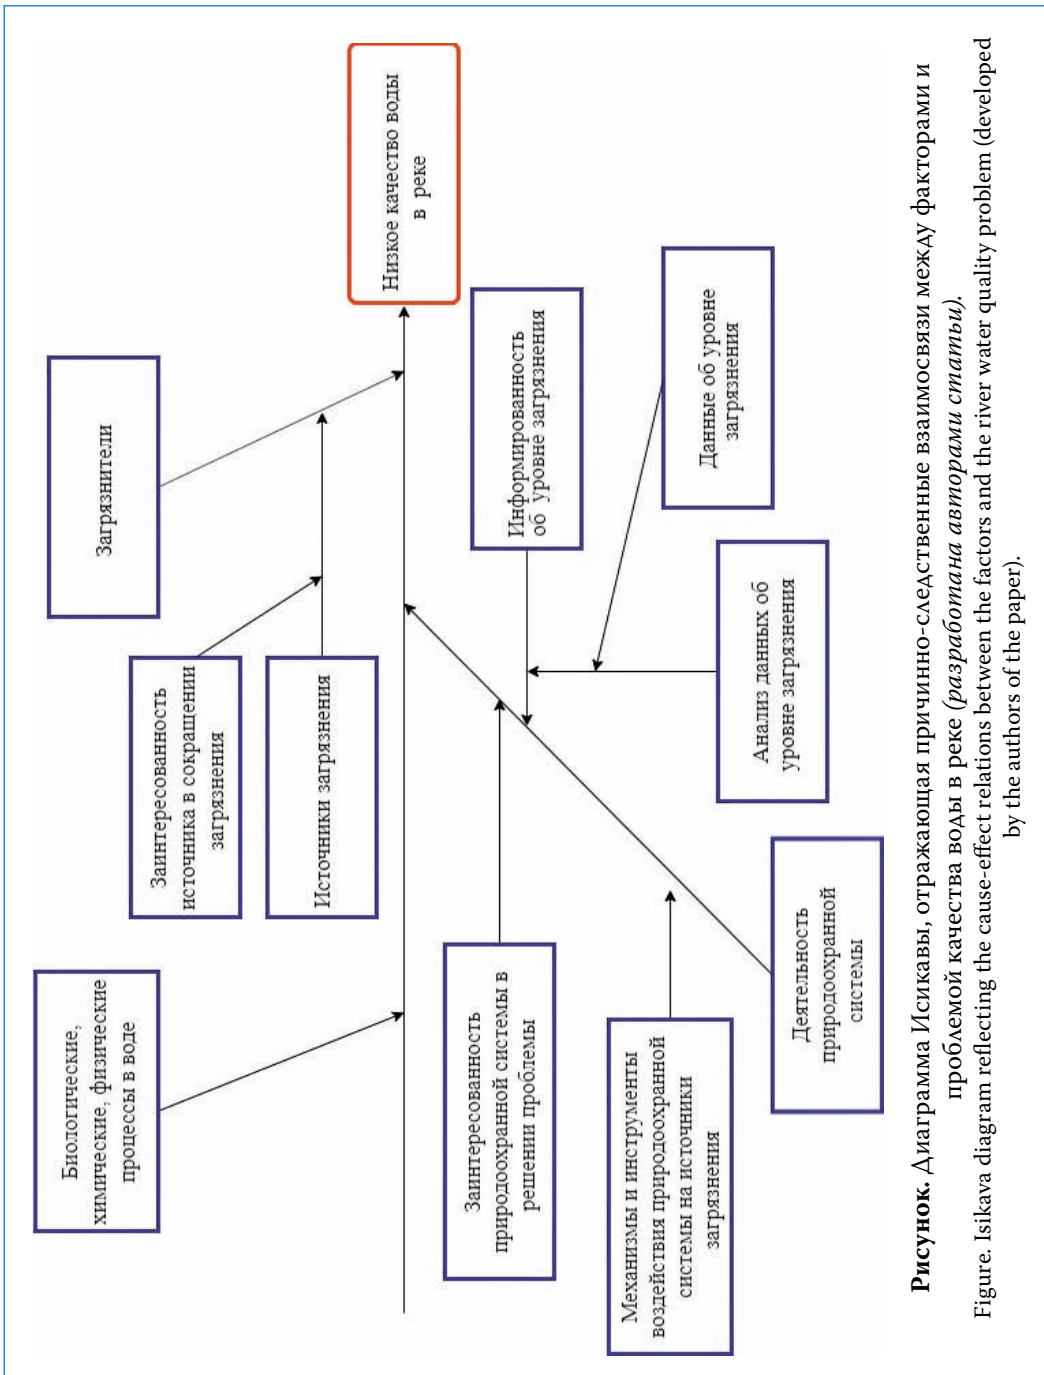 Биологические,
химические, физические
процессы в воде
Загрязнители
Заинтересованность
источника в сокращении
загрязнения
Источники загрязнения
Низкое качество воды
в реке
Заинтересованность
природоохранной системы в
решении проблемы
Информированность
об уровне загрязнения
Механизмы и инструменты
воздействия природоохранной
системы на источники
загрязнения
Данные об уровне
загрязнения
Анализ данных об
уровне загрязнения
Деятельность
природоохранной
системы
Рисунок. Диаграмма Исикавы, отражающая причинно-следственные взаимосвязи между факторами и
проблемой качества воды в реке (разработана авторами статьи).
Figure. Isikava diagram reflecting the cause-effect relations between the factors and the river water quality problem (developed
by the authors of the paper).